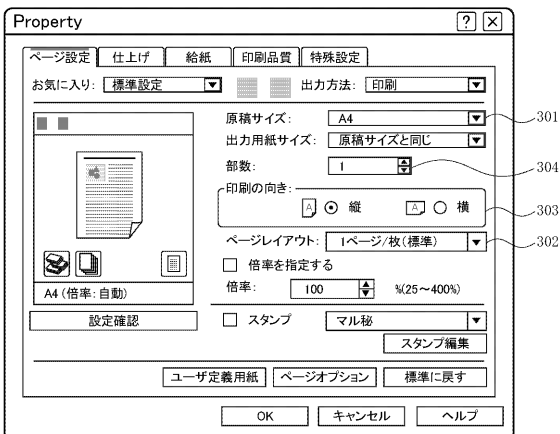 Property ? ×
ページ設定 仕上げ 給紙 印刷品質 特殊設定
お気に入り: 標準設定 出力方法: 印刷
原稿サイズ: A4 301
出力用紙サイズ: 原稿サイズと同じ
部数: 1 304
印刷の向き:
A 縦 A 横 303
ページレイアウト: 1ページ/枚(標準) 302
倍率を指定する
A4 (倍率: 自動) 倍率: 100 %(25〜400%)
設定確認 スタンプ マル秘
スタンプ編集
ユーザ定義用紙 ページオプション 標準に戻す
OK キャンセル ヘルプ